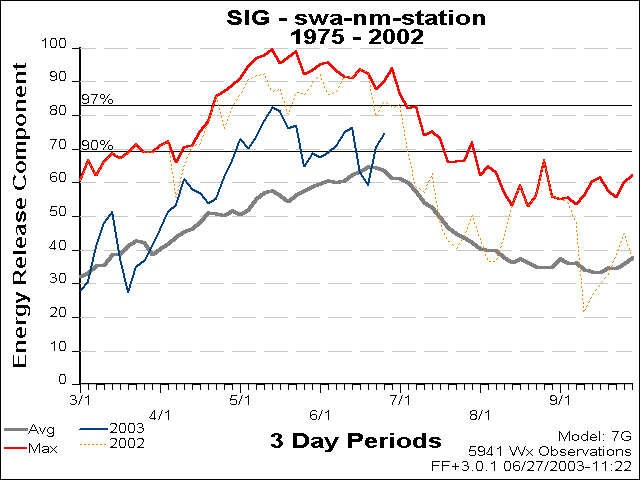 SIG - swa-nm-station
1975 - 2002
Energy Release Component
100
90
80
70
60
50
40
30
20
10
0
97%
90%
3/1
4/1
5/1
6/1
7/1
8/1
9/1
3 Day Periods
Avg
Max
2003
2002
Model: 7G
5941 Wx Observations
FF+3.0.1 06/27/2003-11:22